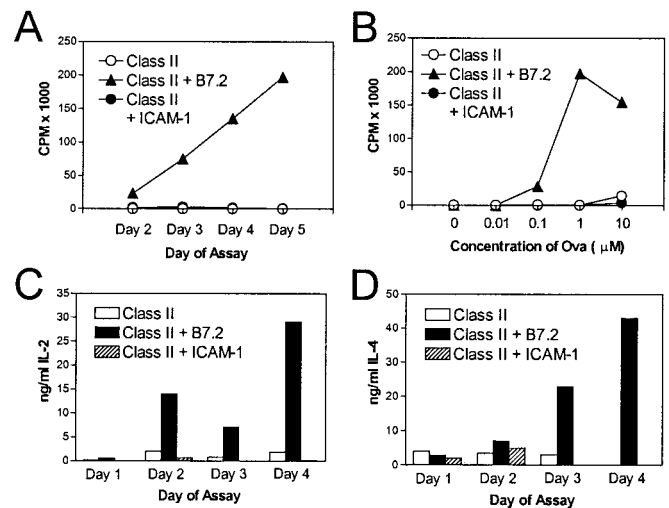 A
250
200
150
100
50
0
CPM x 1000
Class II
Class II + B7.2
Class II
+ ICAM-1
Day 2 Day 3 Day 4 Day 5
Day of Assay
B
250
200
150
100
50
0
CPM x 1000
Class II
Class II + B7.2
Class II
+ ICAM-1
0 0.01 0.1 1 10
Concentration of Ova ( μM)
C
35
30
25
20
15
10
5
0
ng/ml IL-2
Class II
Class II + B7.2
Class II + ICAM-1
Day 1 Day 2 Day 3 Day 4
Day of Assay
D
50
40
30
20
10
0
ng/ml IL-4
Class II
Class II + B7.2
Class II + ICAM-1
Day 1 Day 2 Day 3 Day 4
Day of Assay